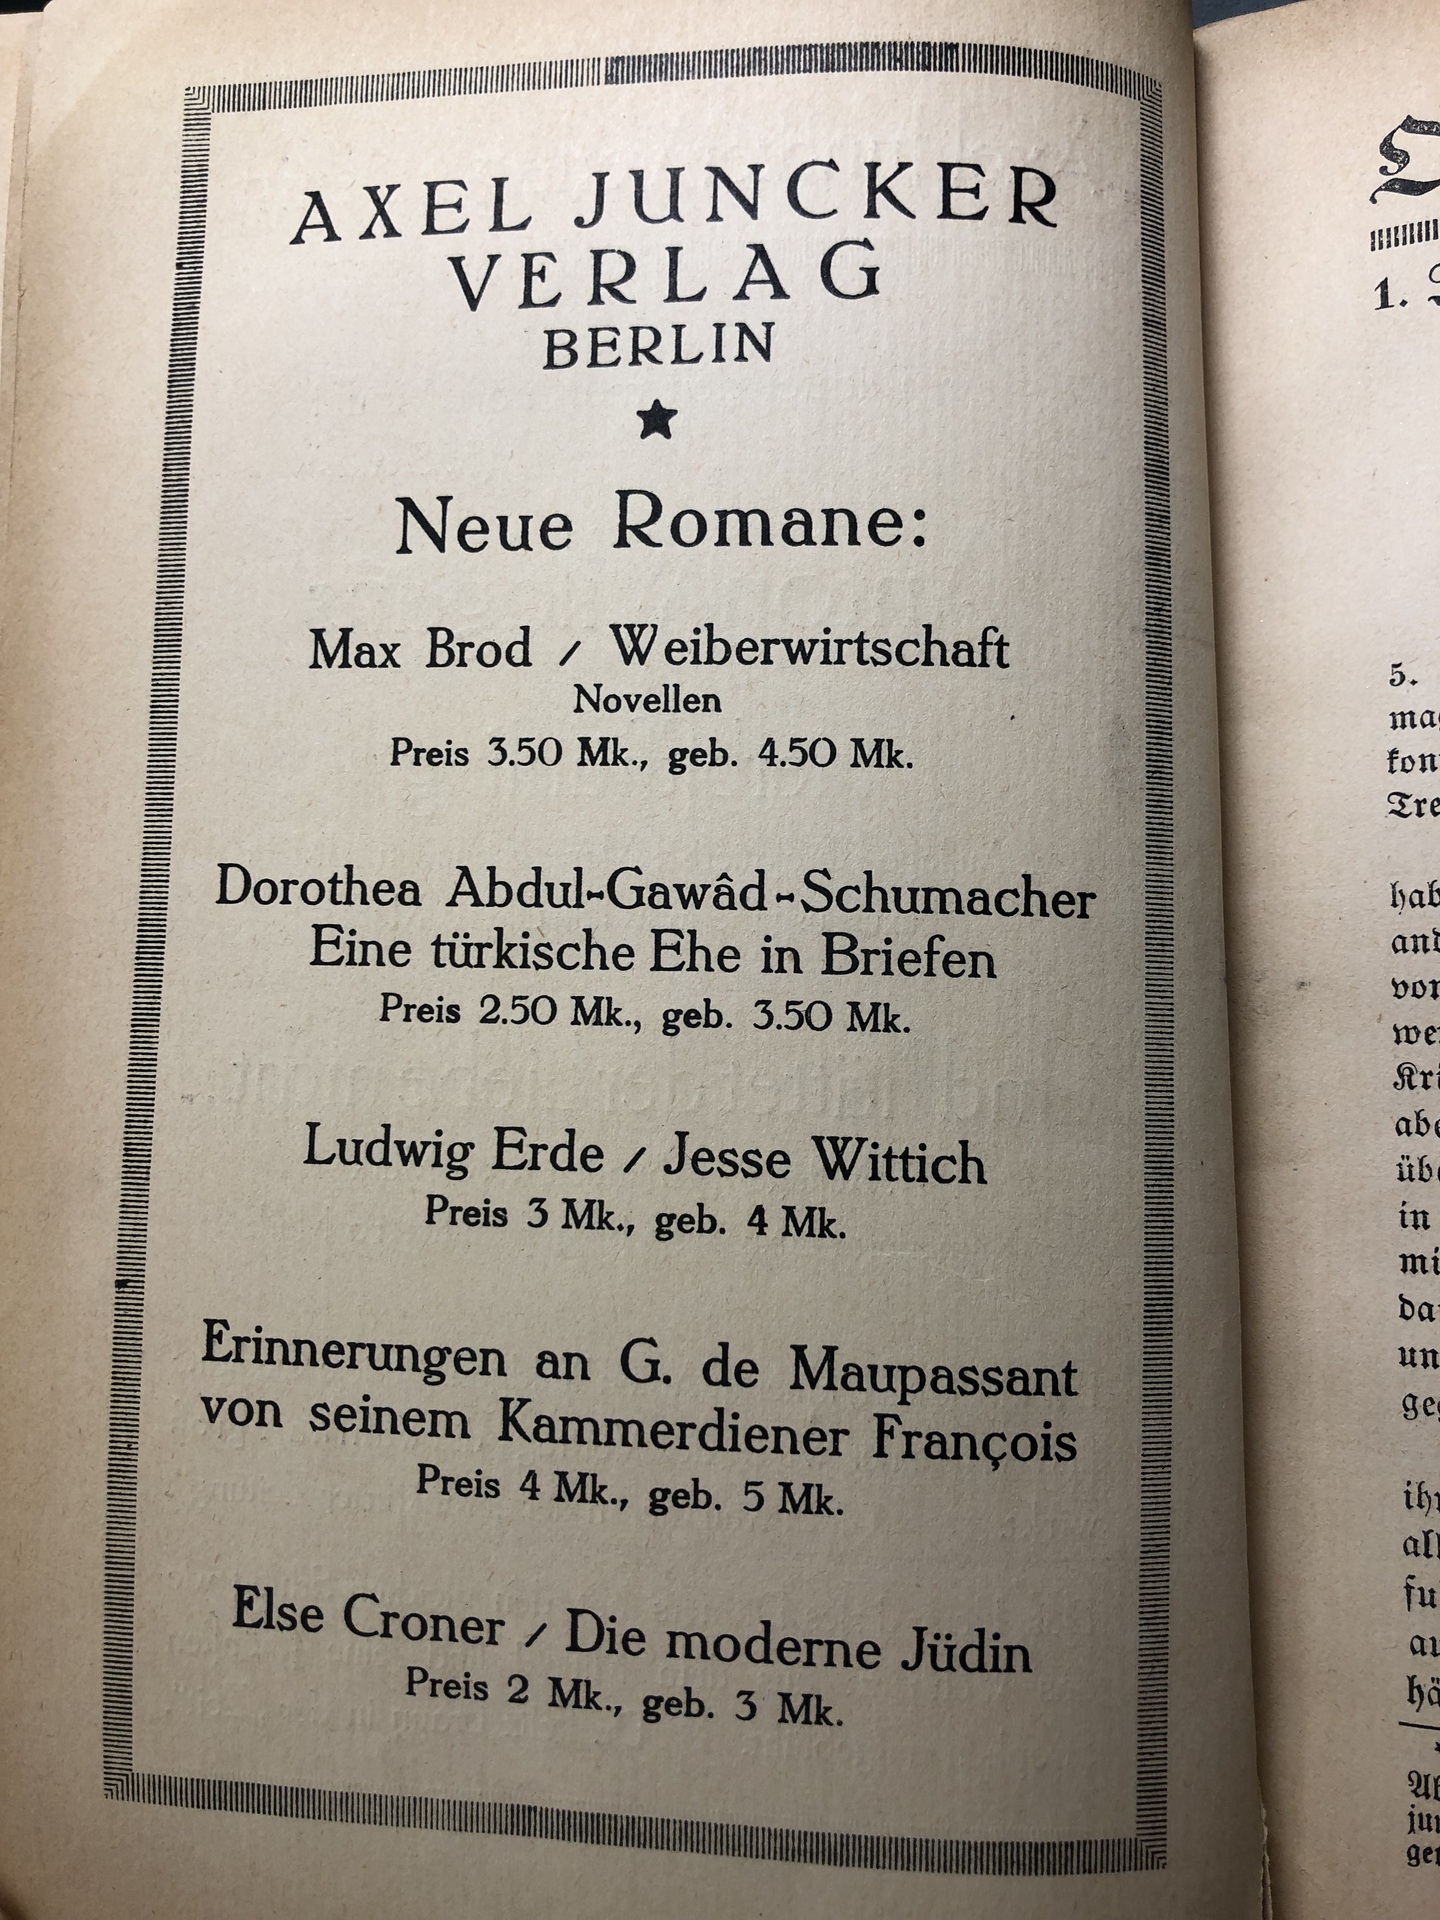 AXEL JUNCKER
VERLAG
BERLIN
Neue Romane:
Max Brod / Weiberwirtschaft
Novellen
Preis 3.50 Mk., geb. 4.50 Mk.
Dorothea Abdul-Gawâd-Schumacher
Eine türkische Ehe in Briefen
Preis 2.50 Mk., geb. 3.50 Mk.
Ludwig Erde / Jesse Wittich
Preis 3 Mk., geb. 4 Mk.
Erinnerungen an G. de Maupassant
von seinem Kammerdiener François
Preis 4 Mk., geb. 5 Mk.
Else Croner / Die moderne Jüdin
Preis 2 Mk., geb. 3 Mk.
1.
5.
in